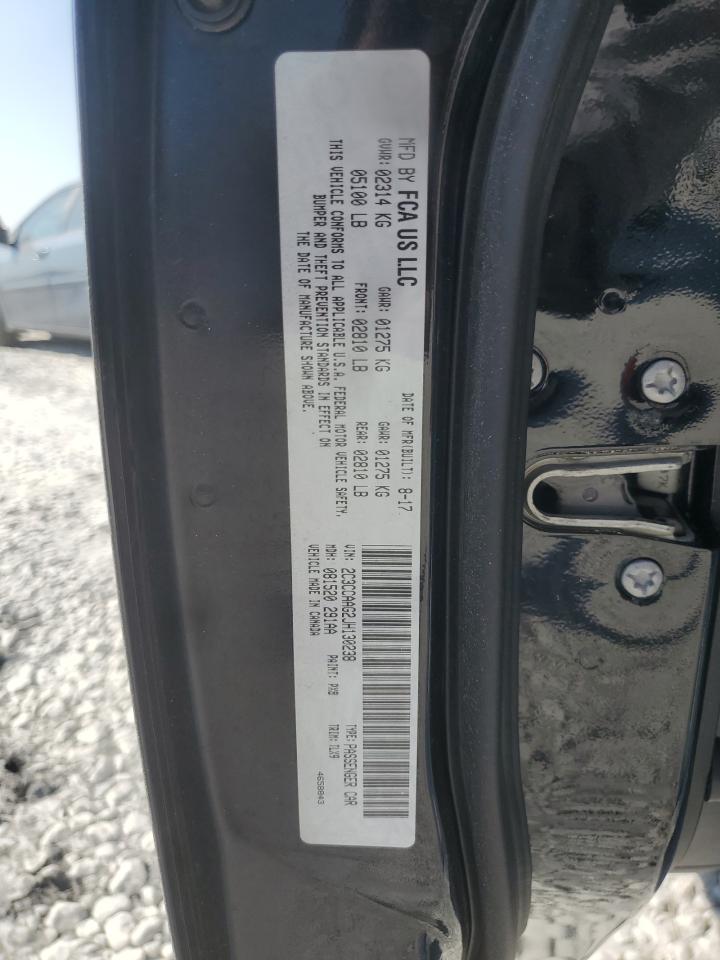 MFD BY FCA US LLC
DATE OF MFR(BUILT): 8-17
GVWR: 02314 KG
GAWR: 01275 KG
GAWR: 01275 KG
05100 LB
FRONT: 02810 LB
REAR: 02810 LB
THIS VEHICLE CONFORMS TO ALL APPLICABLE U.S.A. FEDERAL MOTOR VEHICLE SAFETY,
BUMPER AND THEFT PREVENTION STANDARDS IN EFFECT ON
THE DATE OF MANUFACTURE SHOWN ABOVE.
VIN: 2C3CCAAG2JH130238
TYPE: PASSENGER CAR
MDH: 081520 291AA
PAINT: PX8
TRIM: TLX9
VEHICLE MADE IN CANADA
4658843